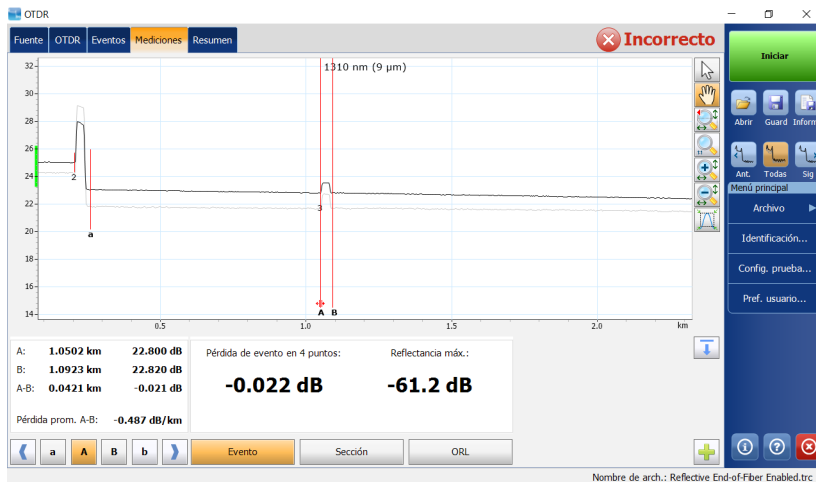 OTDR
Fuente OTDR Eventos Mediciones Resumen
Incorrecto
1310 nm (9 µm)
32
30
28
26
24
22
20
18
16
14
2
a
3
A B
0.5 1.0 1.5 2.0 km
A: 1.0502 km 22.800 dB
B: 1.0923 km 22.820 dB
A-B: 0.0421 km -0.021 dB
Pérdida prom. A-B: -0.487 dB/km
Pérdida de evento en 4 puntos: Reflectancia máx.:
-0.022 dB -61.2 dB
a A B b Evento Sección ORL
Iniciar
Abrir Guard Inform
Ant. Todas Sig
Menú principal
Archivo
Identificación...
Config. prueba...
Pref. usuario...
Nombre de arch.: Reflective End-of-Fiber Enabled.trc